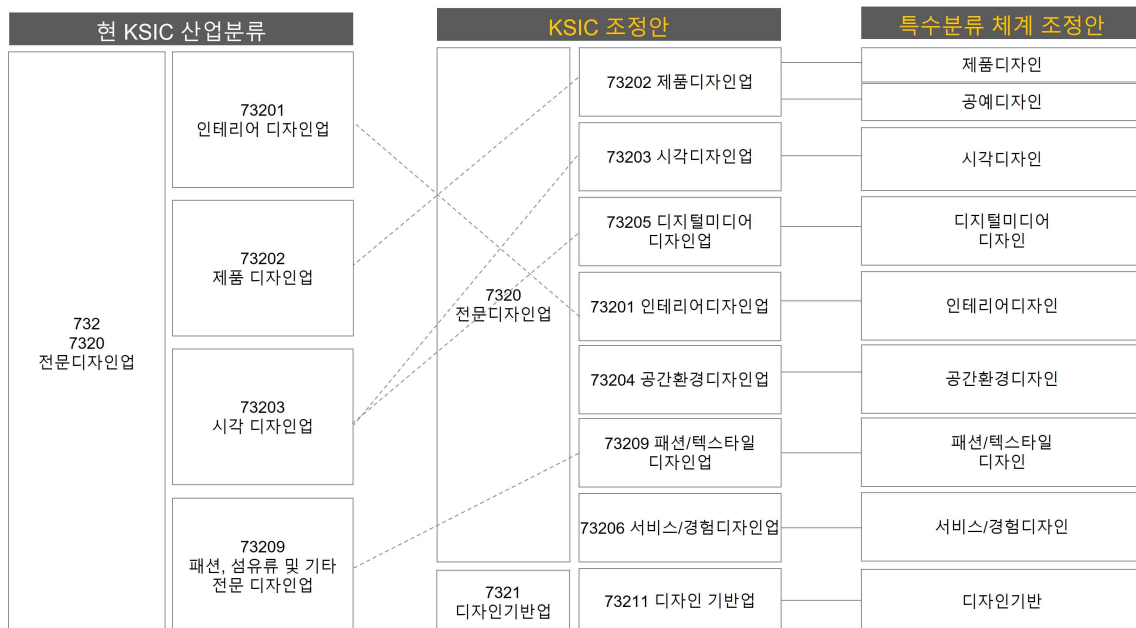 현 KSIC 산업분류
KSIC 조정안
특수분류 체계 조정안
732
7320
전문디자인업
73201
인테리어 디자인업
73202
제품 디자인업
73203
시각 디자인업
73209
패션, 섬유류 및 기타
전문 디자인업
7320
전문디자인업
7321
디자인기반업
73202 제품디자인업
73203 시각디자인업
73205 디지털미디어
디자인업
73201 인테리어디자인업
73204 공간환경디자인업
73209 패션/텍스타일
디자인업
73206 서비스/경험디자인업
73211 디자인 기반업
제품디자인
공예디자인
시각디자인
디지털미디어
디자인
인테리어디자인
공간환경디자인
패션/텍스타일
디자인
서비스/경험디자인
디자인기반